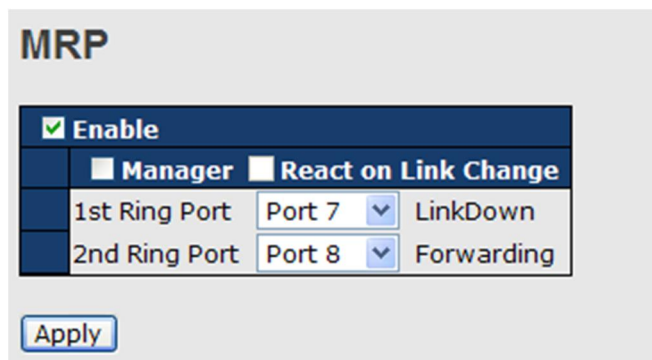 MRP
Enable
Manager React on Link Change
1st Ring Port Port 7 LinkDown
2nd Ring Port Port 8 Forwarding
Apply